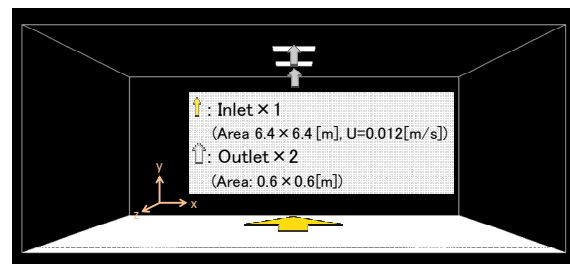 : Inlet×1
(Area 6.4×6.4 [m], U=0.012[m/s])
: Outlet×2
(Area: 0.6×0.6[m])
y
x
z